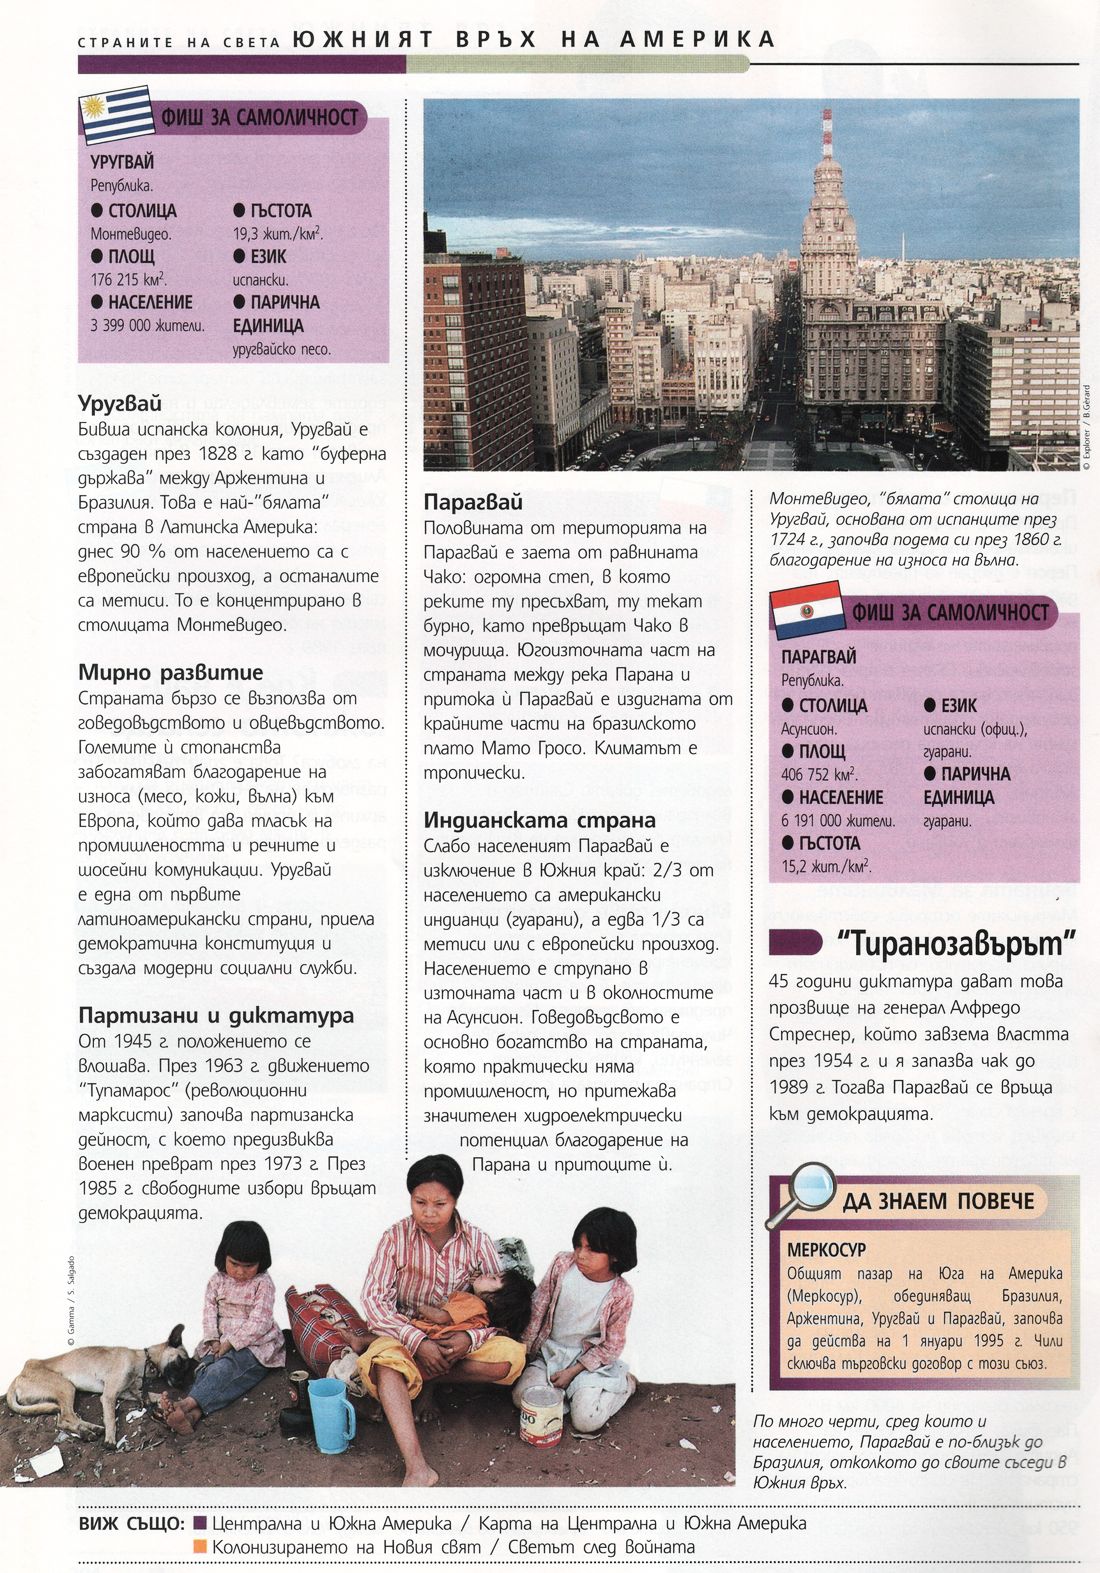 СТРАНИТЕ НА СВЕТА ЮЖНИЯТ ВРЪХ НА АМЕРИКА
ФИШ ЗА САМОЛИЧНОСТ
УРУГВАЙ
Република.
● СТОЛИЦА
Монтевидео.
● ПЛОЩ
176 215 км².
● НАСЕЛЕНИЕ
3 399 000 жители.
● ГЪСТОТА
19,3 жит./км².
● ЕЗИК
испански.
● ПАРИЧНА
ЕДИНИЦА
уругвайско песо.
Уругвай
Бивша испанска колония, Уругвай е
създаден през 1828 г. като “буферна
държава” между Аржентина и
Бразилия. Това е най-”бялата”
страна в Латинска Америка:
днес 90 % от населението са с
европейски произход, а останалите
са метиси. То е концентрирано в
столицата Монтевидео.
Мирно развитие
Страната бързо се възползва от
говедовъдството и овцевъдството.
Големите ѝ стопанства
забогатяват благодарение на
износа (месо, кожи, вълна) към
Европа, който дава тласък на
промишлеността и речните и
шосейни комуникации. Уругвай
е една от първите
латиноамерикански страни, приела
демократична конституция и
създала модерни социални служби.
Партизани и диктатура
От 1945 г. положението се
влошава. През 1963 г. движението
“Тупамарос” (революционни
марксисти) започва партизанска
дейност, с което предизвиква
военен преврат през 1973 г. През
1985 г. свободните избори връщат
демокрацията.
© Gamma / S. Salgado
© Explorer / B.Gérard
Парагвай
Половината от територията на
Парагвай е заета от равнината
Чако: огромна степ, в която
реките ту пресъхват, ту текат
бурно, като превръщат Чако в
мочурища. Югоизточната част на
страната между река Парана и
притока ѝ Парагвай е издигната от
крайните части на бразилското
плато Мато Гросо. Климатът е
тропически.
Индианската страна
Слабо населеният Парагвай е
изключение в Южния край: 2/3 от
населението са американски
индианци (гуарани), а едва 1/3 са
метиси или с европейски произход.
Населението е струпано в
източната част и в околностите
на Асунсион. Говедовъдсвото е
основно богатство на страната,
която практически няма
промишленост, но притежава
значителен хидроелектрически
потенциал благодарение на
Парана и притоците ѝ.
Монтевидео, “бялата” столица на
Уругвай, основана от испанците през
1724 г., започва подема си през 1860 г.
благодарение на износа на вълна.
ФИШ ЗА САМОЛИЧНОСТ
ПАРАГВАЙ
Република.
● СТОЛИЦА
Асунсион.
● ПЛОЩ
406 752 км².
● НАСЕЛЕНИЕ
6 191 000 жители.
● ГЪСТОТА
15,2 жит./км².
● ЕЗИК
испански (офиц.),
гуарани.
● ПАРИЧНА
ЕДИНИЦА
гуарани.
“Тиранозавърът”
45 години диктатура дават това
прозвище на генерал Алфредо
Стреснер, който завзема властта
през 1954 г. и я запазва чак до
1989 г. Тогава Парагвай се връща
към демокрацията.
ДА ЗНАЕМ ПОВЕЧЕ
МЕРКОСУР
Общият пазар на Юга на Америка
(Меркосур), обединяващ Бразилия,
Аржентина, Уругвай и Парагвай, започва
да действа на 1 януари 1995 г. Чили
сключва търговски договор с този съюз.
По много черти, сред които и
населението, Парагвай е по-близък до
Бразилия, отколкото до своите съседи в
Южния връх.
ВИЖ СЪЩО: ■ Централна и Южна Америка / Карта на Централна и Южна Америка
■ Колонизирането на Новия свят / Светът след войната